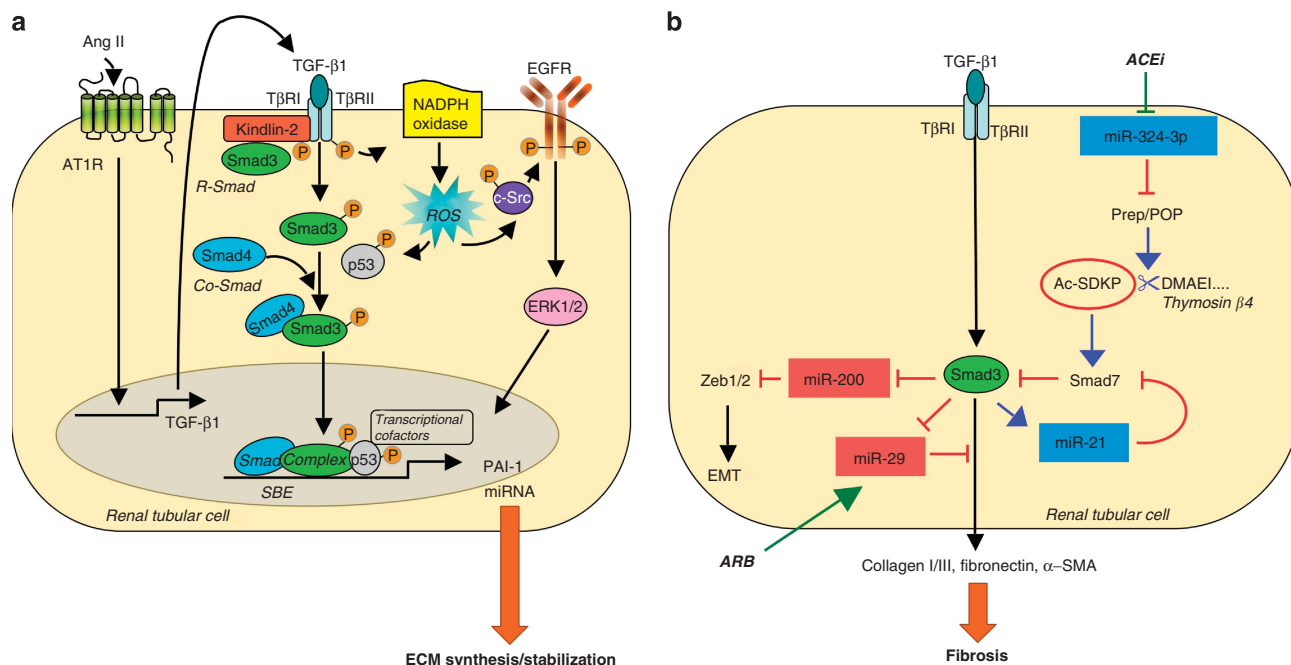 a
Ang II
AT1R
TGF-β1
TβRI
TβRII
Kindlin-2
Smad3
R-Smad
P
P
NADPH
oxidase
EGFR
P
P
P
c-Src
ROS
Smad3
P
P
p53
Smad4
Co-Smad
Smad4
Smad3
P
ERK1/2
TGF-β1
Transcriptional
cofactors
P
P
Smad
Complex
p53
SBE
PAI-1
miRNA
Renal tubular cell
ECM synthesis/stabilization
b
TGF-β1
TβRI
TβRII
ACEi
miR-324-3p
Prep/POP
Ac-SDKP
DMAEI....
Thymosin β4
Zeb1/2
miR-200
Smad3
Smad7
miR-29
miR-21
EMT
Renal tubular cell
ARB
Collagen I/III, fibronectin, α–SMA
Fibrosis